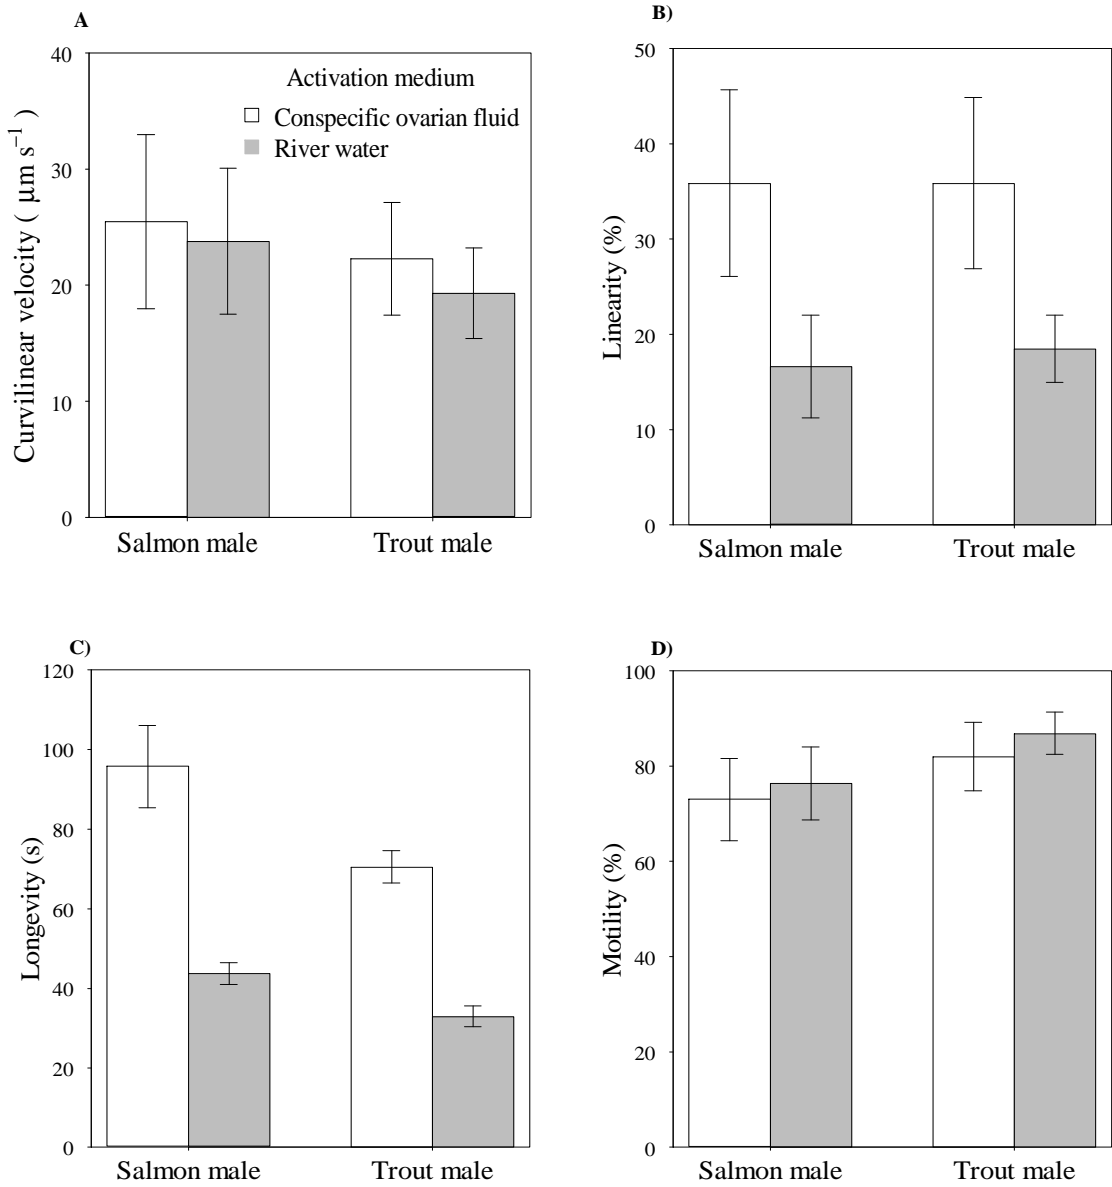 A
40
30
20
10
0
Curvilinear velocity ( μm s⁻¹ )
Activation medium
Conspecific ovarian fluid
River water
Salmon male Trout male
B)
50
40
30
20
10
0
Linearity (%)
Salmon male Trout male
C)
120
100
80
60
40
20
0
Longevity (s)
Salmon male Trout male
D)
100
80
60
40
20
0
Motility (%)
Salmon male Trout male